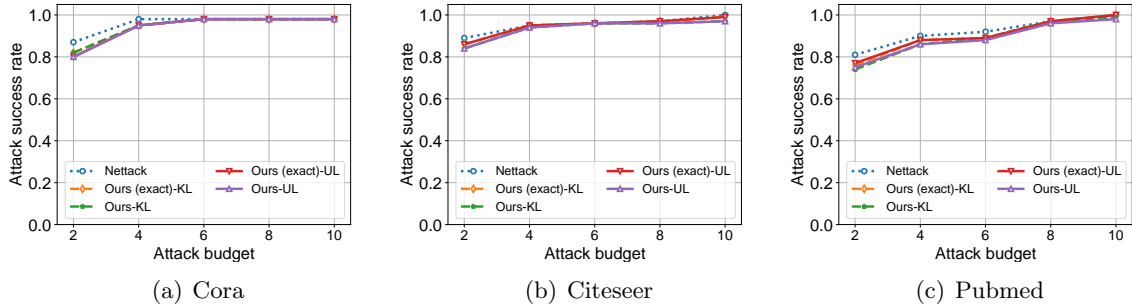 Attack success rate
1.0
0.8
0.6
0.4
0.2
0.0
Nettack
Ours (exact)-KL
Ours-KL
Ours (exact)-UL
Ours-UL
2 4 6 8 10
Attack budget
(a) Cora
Attack success rate
1.0
0.8
0.6
0.4
0.2
0.0
Nettack
Ours (exact)-KL
Ours-KL
Ours (exact)-UL
Ours-UL
2 4 6 8 10
Attack budget
(b) Citeseer
Attack success rate
1.0
0.8
0.6
0.4
0.2
0.0
Nettack
Ours (exact)-KL
Ours-KL
Ours (exact)-UL
Ours-UL
2 4 6 8 10
Attack budget
(c) Pubmed